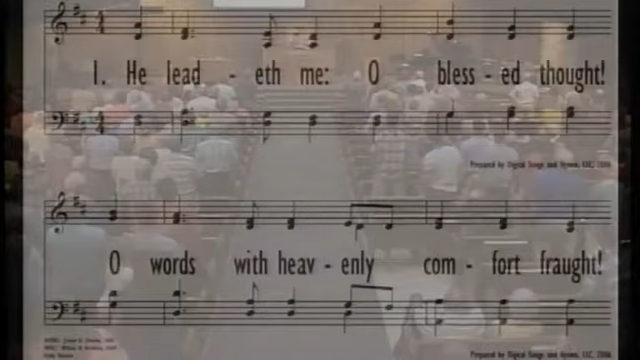 1. He lead - eth me: O bless - ed thought!
Prepared by Digital Songs and Hymns, LLC, 2006
O words with heav - enly com - fort fraught!
Prepared by Digital Songs and Hymns, LLC, 2006